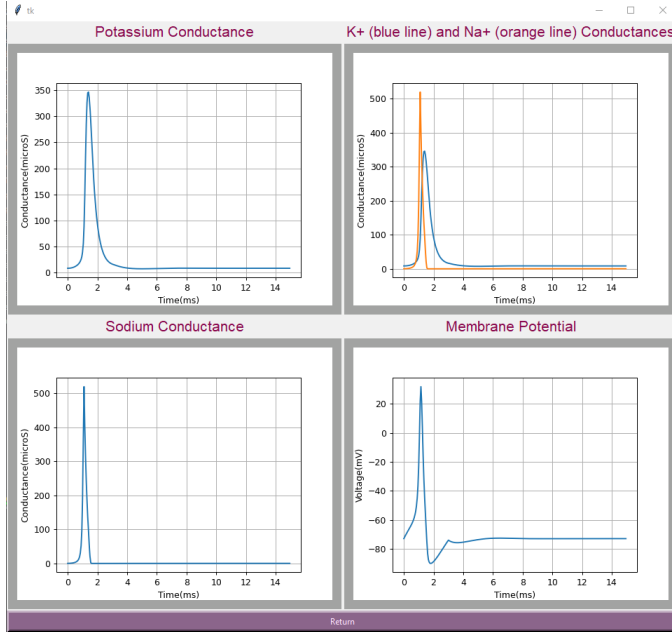 tk
Potassium Conductance
350
300
250
200
150
100
50
0
Conductance(microS)
0 2 4 6 8 10 12 14
Time(ms)
K+ (blue line) and Na+ (orange line) Conductances
500
400
300
200
100
0
Conductance(microS)
0 2 4 6 8 10 12 14
Time(ms)
Sodium Conductance
500
400
300
200
100
0
Conductance(microS)
0 2 4 6 8 10 12 14
Time(ms)
Membrane Potential
20
0
−20
−40
−60
−80
Voltage(mV)
0 2 4 6 8 10 12 14
Time(ms)
Return